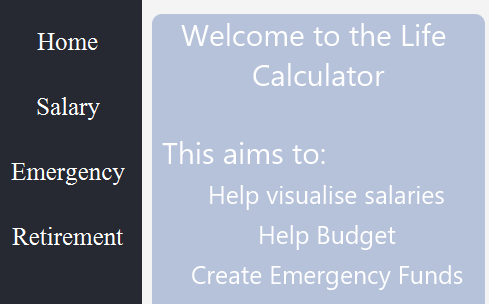 Home
Salary
Emergency
Retirement
Welcome to the Life
Calculator
This aims to:
Help visualise salaries
Help Budget
Create Emergency Funds